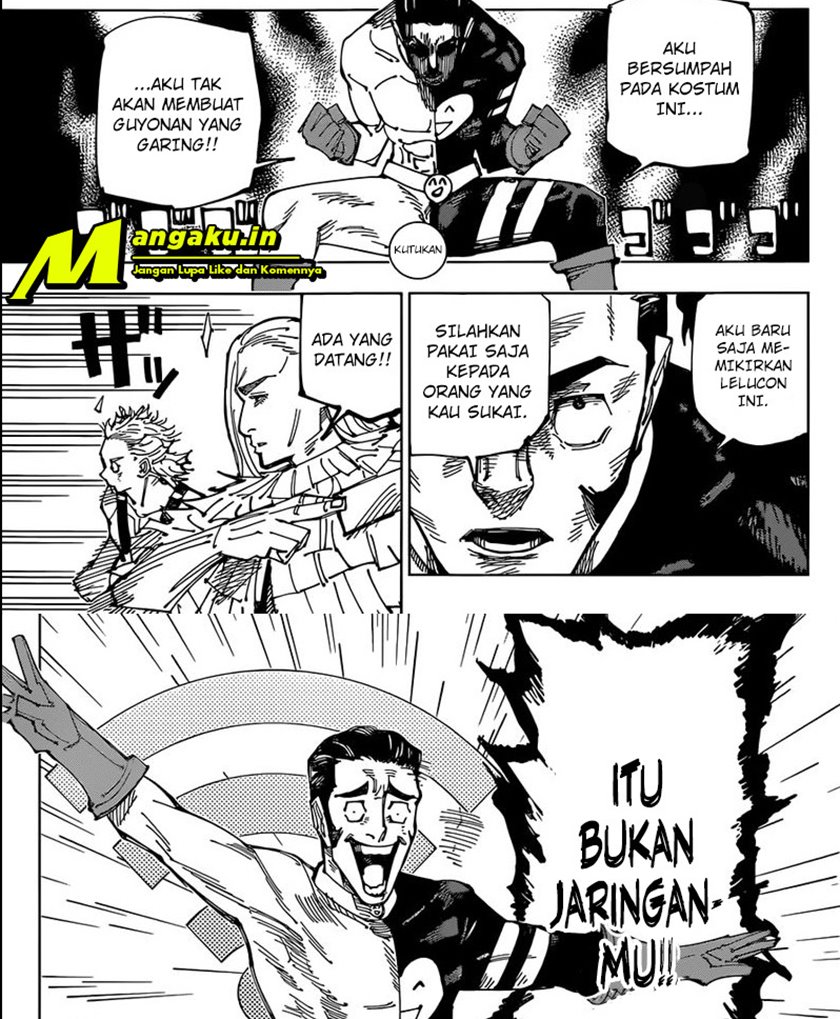 AKU
BERSUMPAH
PADA KOSTUM
INI...
...AKU TAK
AKAN MEMBUAT
GUYONAN YANG
GARING!!
KUTUKAN
Mangaku.in
Jangan Lupa Like dan Komennya
AKU BARU
SAJA ME-
MIKIRKAN
LELUCON
INI.
SILAHKAN
PAKAI SAJA
KEPADA
ORANG YANG
KAU SUKAI.
ADA YANG
DATANG!!
ITU
BUKAN
JARINGAN-
MU!!